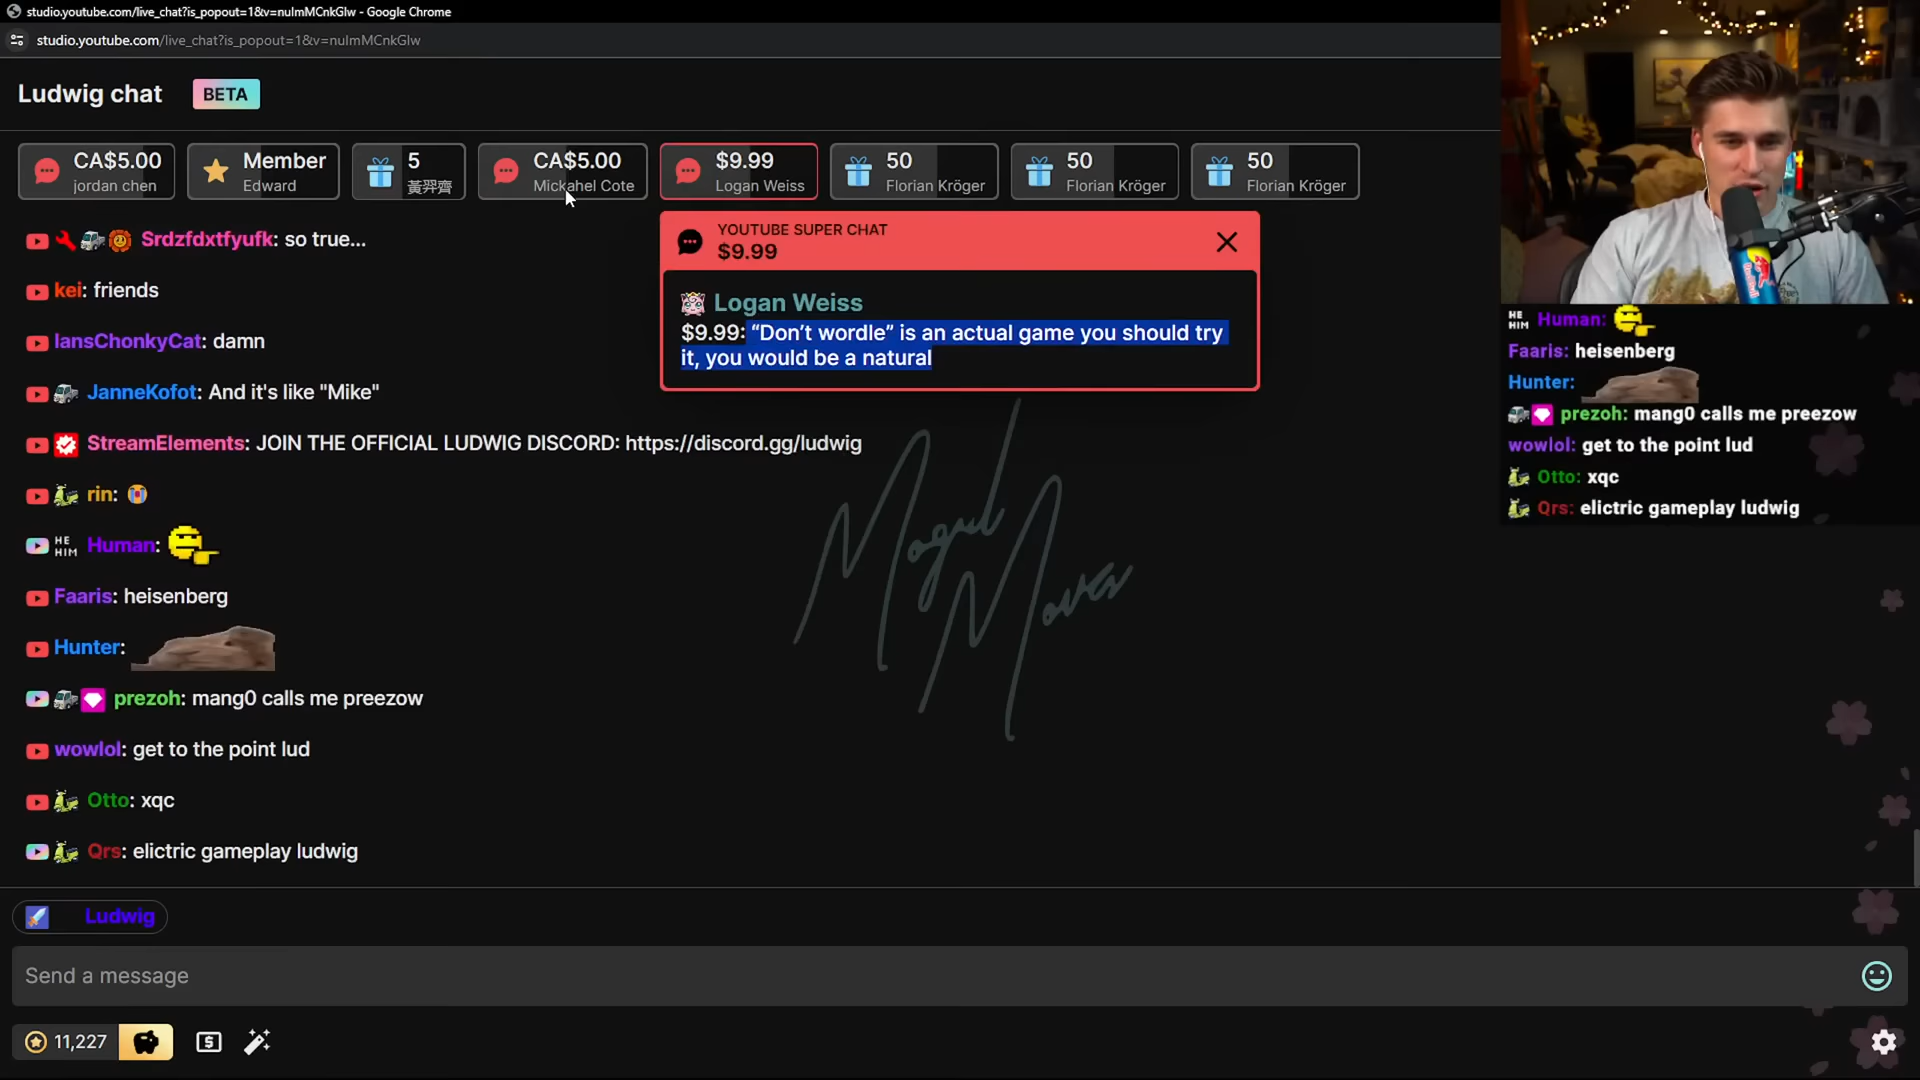 studio.youtube.com/live_chat?is_popout=1&v=nuImMCnkGIw - Google Chrome
studio.youtube.com/live_chat?is_popout=1&v=nuImMCnkGIw
Ludwig chat BETA
CA$5.00
jordan chen
Member
Edward
5
黃羿齊
CA$5.00
Mickahel Cote
$9.99
Logan Weiss
50
Florian Kröger
50
Florian Kröger
50
Florian Kröger
YOUTUBE SUPER CHAT
$9.99
Logan Weiss
$9.99: “Don’t wordle” is an actual game you should try
it, you would be a natural
Srdzfdxtfyufk: so true...
kei: friends
IansChonkyCat: damn
JanneKofot: And it's like "Mike"
StreamElements: JOIN THE OFFICIAL LUDWIG DISCORD: https://discord.gg/ludwig
rin:
HE HIM Human:
Faaris: heisenberg
Hunter:
prezoh: mang0 calls me preezow
wowlol: get to the point lud
Otto: xqc
Qrs: elictric gameplay ludwig
Mogul
Moves
Ludwig
Send a message
11,227
HE HIM Human:
Faaris: heisenberg
Hunter:
prezoh: mang0 calls me preezow
wowlol: get to the point lud
Otto: xqc
Qrs: elictric gameplay ludwig